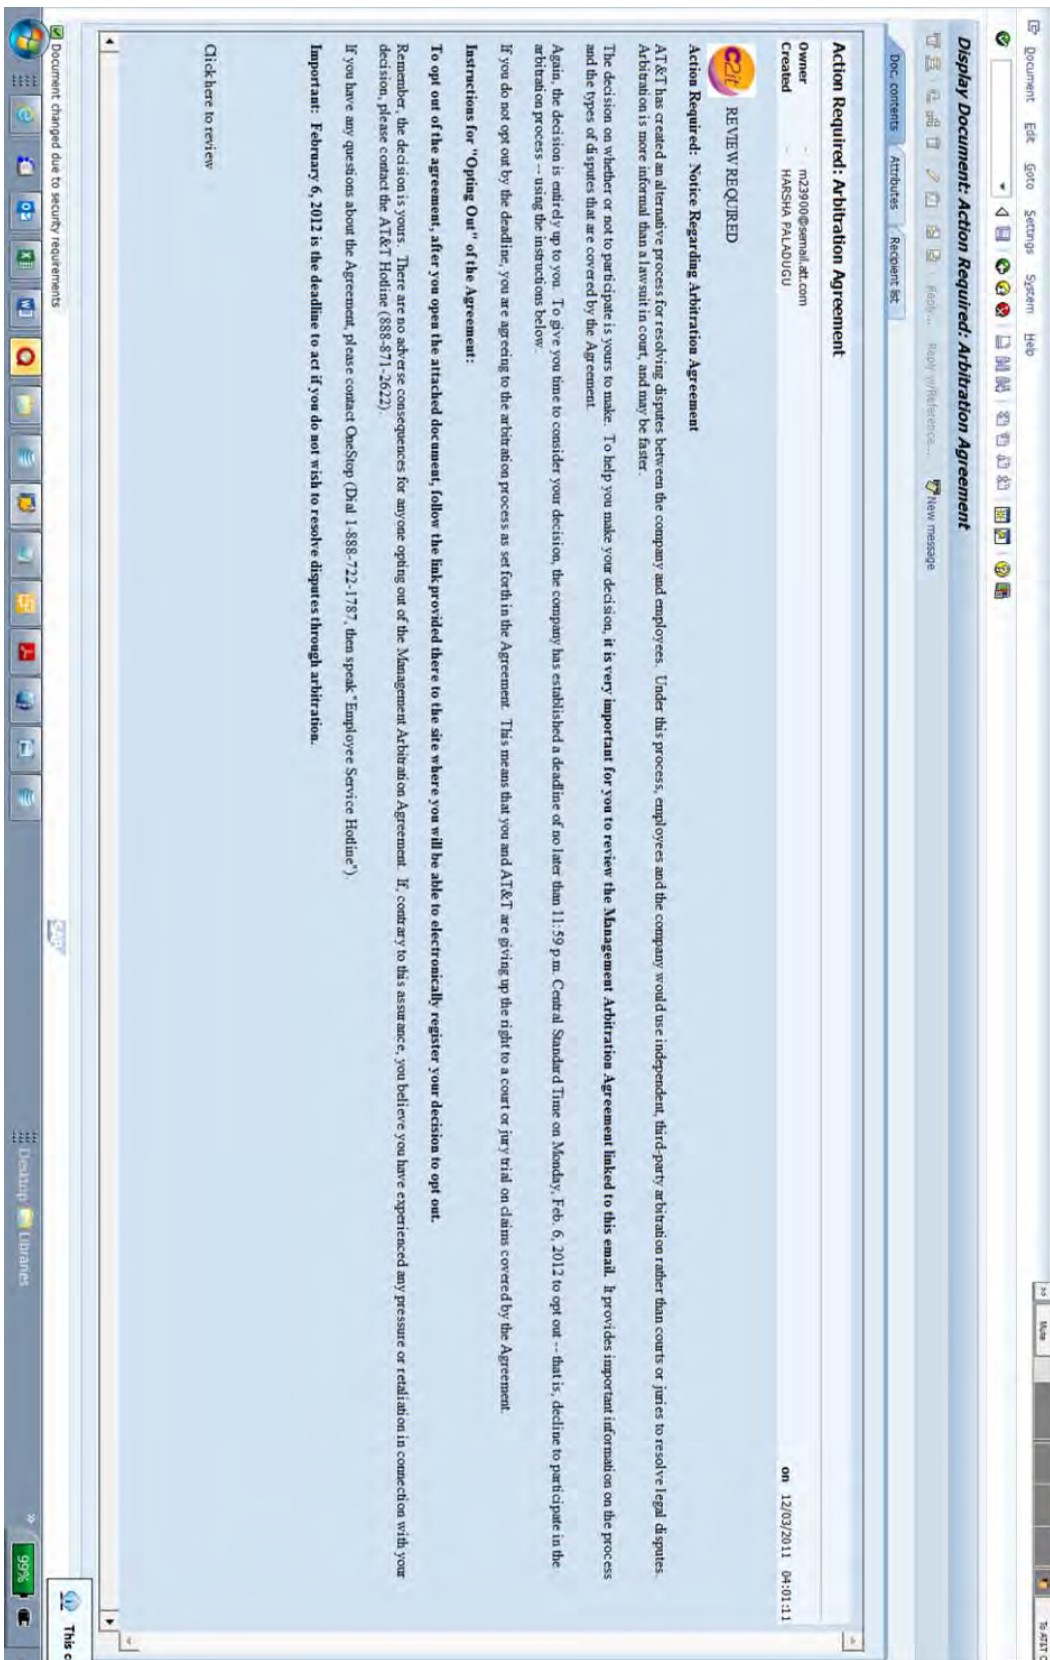 >> Mute To AT&T C
Document Edit Goto Settings System Help
Display Document: Action Required: Arbitration Agreement
Reply... Reply w/Reference... New message
Doc. contents Attributes Recipient list
Action Required: Arbitration Agreement
Owner - m23900@semail.att.com
Created - HARSHA PALADUGU on 12/03/2011 04:01:11
c2it REVIEW REQUIRED
Action Required: Notice Regarding Arbitration Agreement
AT&T has created an alternative process for resolving disputes between the company and employees. Under this process, employees and the company would use independent, third-party arbitration rather than courts or juries to resolve legal disputes.
Arbitration is more informal than a lawsuit in court, and may be faster.
The decision on whether or not to participate is yours to make. To help you make your decision, it is very important for you to review the Management Arbitration Agreement linked to this email. It provides important information on the process
and the types of disputes that are covered by the Agreement.
Again, the decision is entirely up to you. To give you time to consider your decision, the company has established a deadline of no later than 11:59 p.m. Central Standard Time on Monday, Feb. 6, 2012 to opt out -- that is, decline to participate in the
arbitration process -- using the instructions below.
If you do not opt out by the deadline, you are agreeing to the arbitration process as set forth in the Agreement. This means that you and AT&T are giving up the right to a court or jury trial on claims covered by the Agreement.
Instructions for "Opting Out" of the Agreement:
To opt out of the agreement, after you open the attached document, follow the link provided there to the site where you will be able to electronically register your decision to opt out.
Remember, the decision is yours. There are no adverse consequences for anyone opting out of the Management Arbitration Agreement. If, contrary to this assurance, you believe you have experienced any pressure or retaliation in connection with your
decision, please contact the AT&T Hotline (888-871-2622).
If you have any questions about the Agreement, please contact OneStop (Dial 1-888-722-1787, then speak "Employee Service Hotline").
Important: February 6, 2012 is the deadline to act if you do not wish to resolve disputes through arbitration.
Click here to review
This c
Document changed due to security requirements
SAP
Desktop Libraries >> 99%